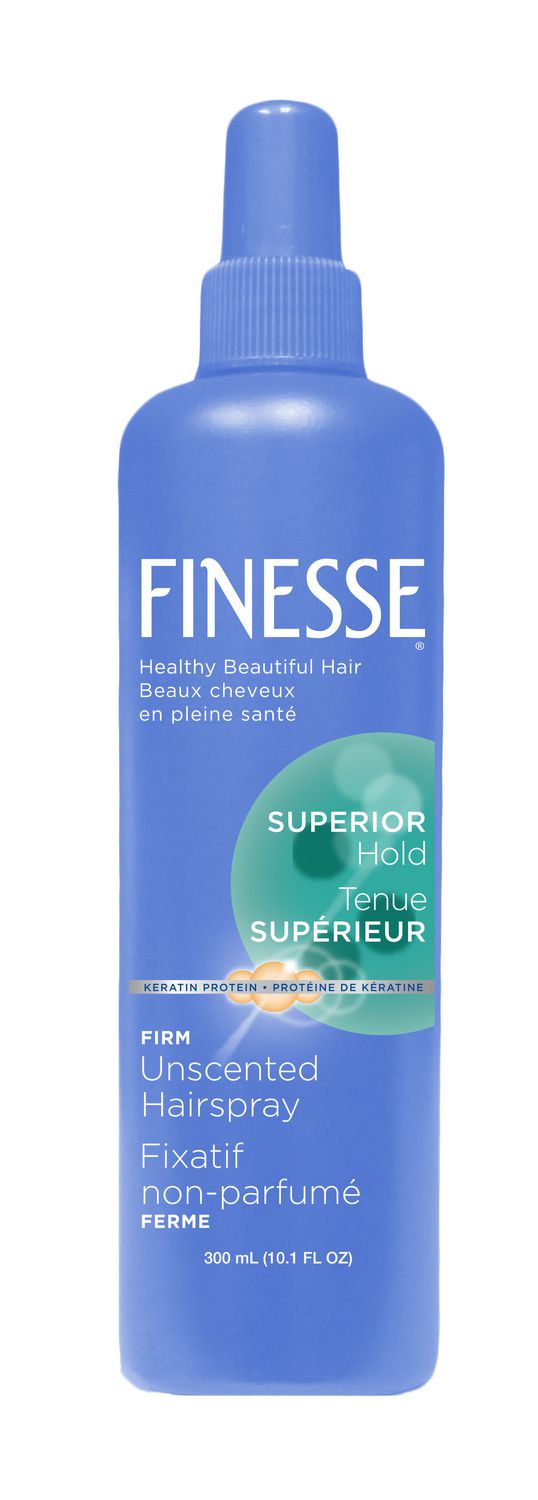 FINESSE®
Healthy Beautiful Hair
Beaux cheveux
en pleine santé
SUPERIOR
Hold
Tenue
SUPÉRIEUR
KERATIN PROTEIN • PROTÉINE DE KÉRATINE
FIRM
Unscented
Hairspray
Fixatif
non-parfumé
FERME
300 mL (10.1 FL OZ)